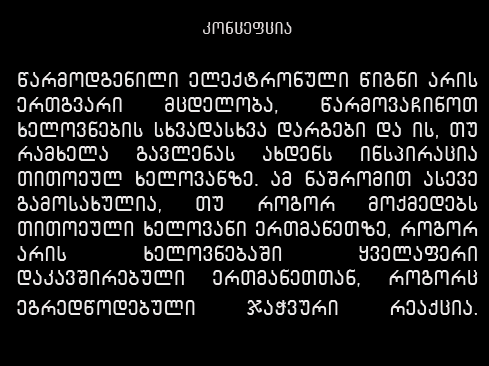 კონცეფცია
წარმოდგენილი ელექტრონული წიგნი არის
ერთგვარი მცდელობა, წარმოვაჩინოთ
ხელოვნების სხვადასხვა დარგები და ის, თუ
რამხელა გავლენას ახდენს ინსპირაცია
თითოეულ ხელოვანზე. ამ ნაშრომით ასევე
გამოსახულია, თუ როგორ მოქმედებს
თითოეული ხელოვანი ერთმანეთზე, როგორ
არის ხელოვნებაში ყველაფერი
დაკავშირებული ერთმანეთთან, როგორც
ეგრედწოდებული ჯაჭვური რეაქცია.